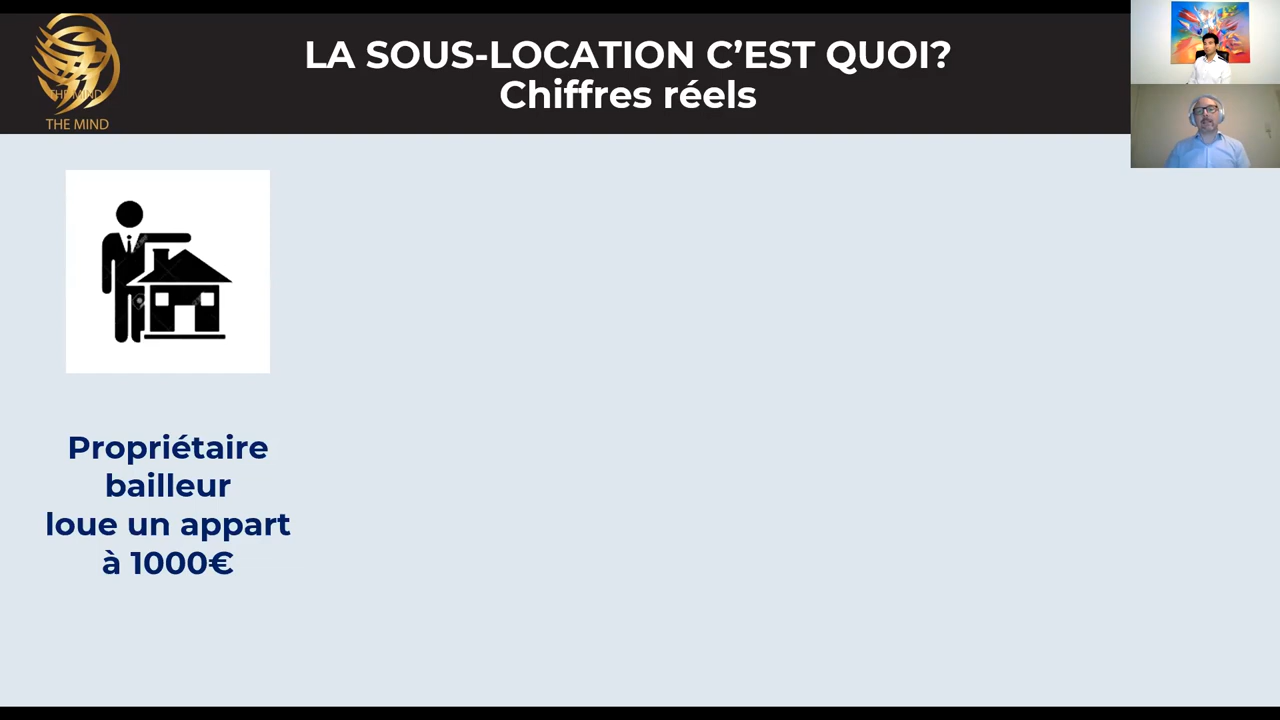 LA SOUS-LOCATION C’EST QUOI?
Chiffres réels
THE MIND
THE MIND
Propriétaire
bailleur
loue un appart
à 1000€